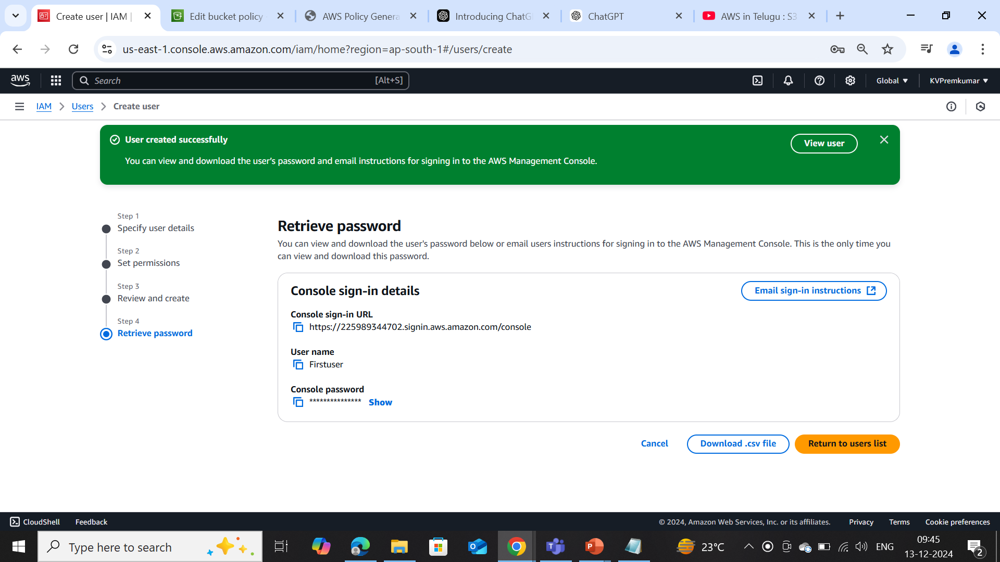 Create user | IAM |
Edit bucket policy
AWS Policy Genera
Introducing ChatG
ChatGPT
AWS in Telugu : S3
us-east-1.console.aws.amazon.com/iam/home?region=ap-south-1#/users/create
aws
Search
[Alt+S]
Global
KVPremkumar
IAM
Users
Create user
User created successfully
View user
You can view and download the user's password and email instructions for signing in to the AWS Management Console.
Step 1
Specify user details
Step 2
Set permissions
Step 3
Review and create
Step 4
Retrieve password
Retrieve password
You can view and download the user's password below or email users instructions for signing in to the AWS Management Console. This is the only time you
can view and download this password.
Console sign-in details
Email sign-in instructions
Console sign-in URL
https://225989344702.signin.aws.amazon.com/console
User name
Firstuser
Console password
***************
Show
Cancel
Download .csv file
Return to users list
CloudShell
Feedback
© 2024, Amazon Web Services, Inc. or its affiliates.
Privacy
Terms
Cookie preferences
Type here to search
23°C
ENG
09:45
13-12-2024
2